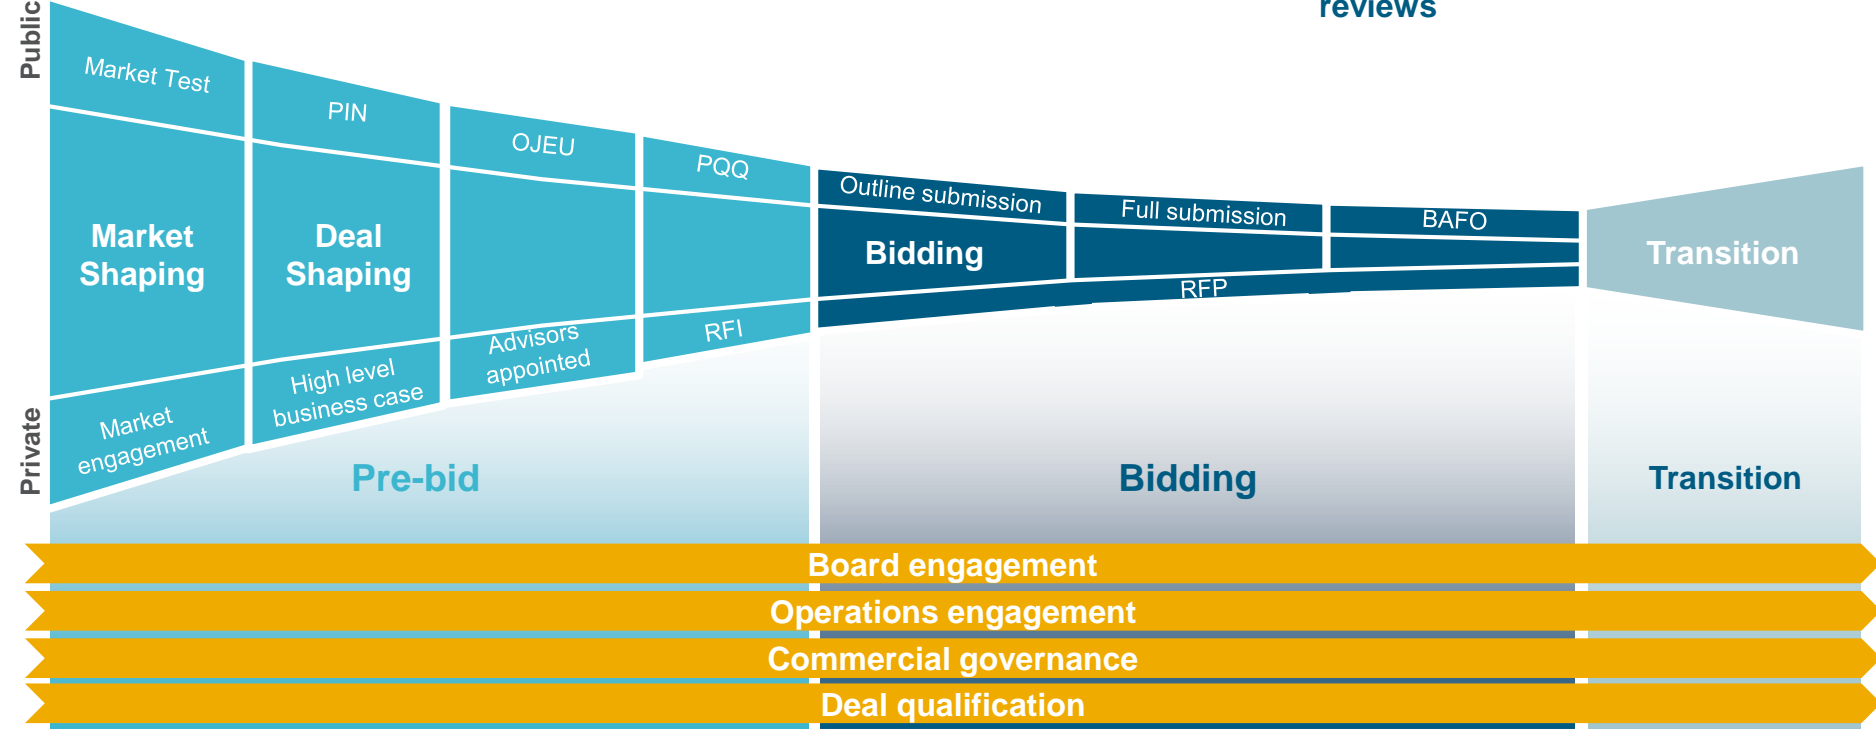 reviews
Public
Market Test
PIN
OJEU
PQQ
Outline submission
Full submission
BAFO
Market
Shaping
Deal
Shaping
Bidding
Transition
RFP
RFI
Advisors
appointed
High level
business case
Market
engagement
Private
Pre-bid
Bidding
Transition
Board engagement
Operations engagement
Commercial governance
Deal qualification